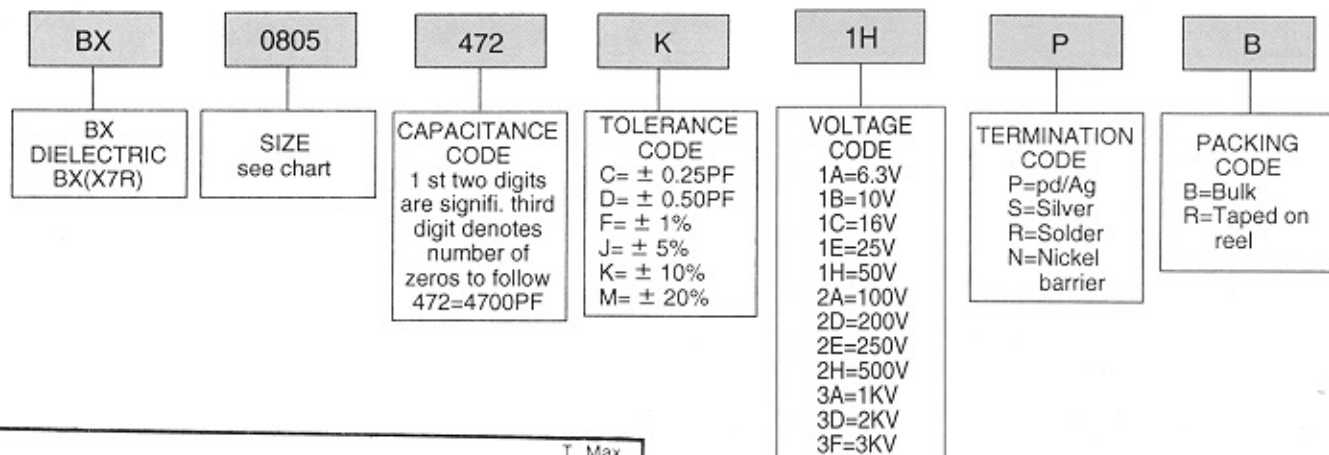 BX
0805
472
K
1H
P
B
BX
DIELECTRIC
BX(X7R)
SIZE
see chart
CAPACITANCE
CODE
1 st two digits
are signifi. third
digit denotes
number of
zeros to follow
472=4700PF
TOLERANCE
CODE
C= ± 0.25PF
D= ± 0.50PF
F= ± 1%
J= ± 5%
K= ± 10%
M= ± 20%
VOLTAGE
CODE
1A=6.3V
1B=10V
1C=16V
1E=25V
1H=50V
2A=100V
2D=200V
2E=250V
2H=500V
3A=1KV
3D=2KV
3F=3KV
TERMINATION
CODE
P=pd/Ag
S=Silver
R=Solder
N=Nickel
barrier
PACKING
CODE
B=Bulk
R=Taped on
reel
T Max